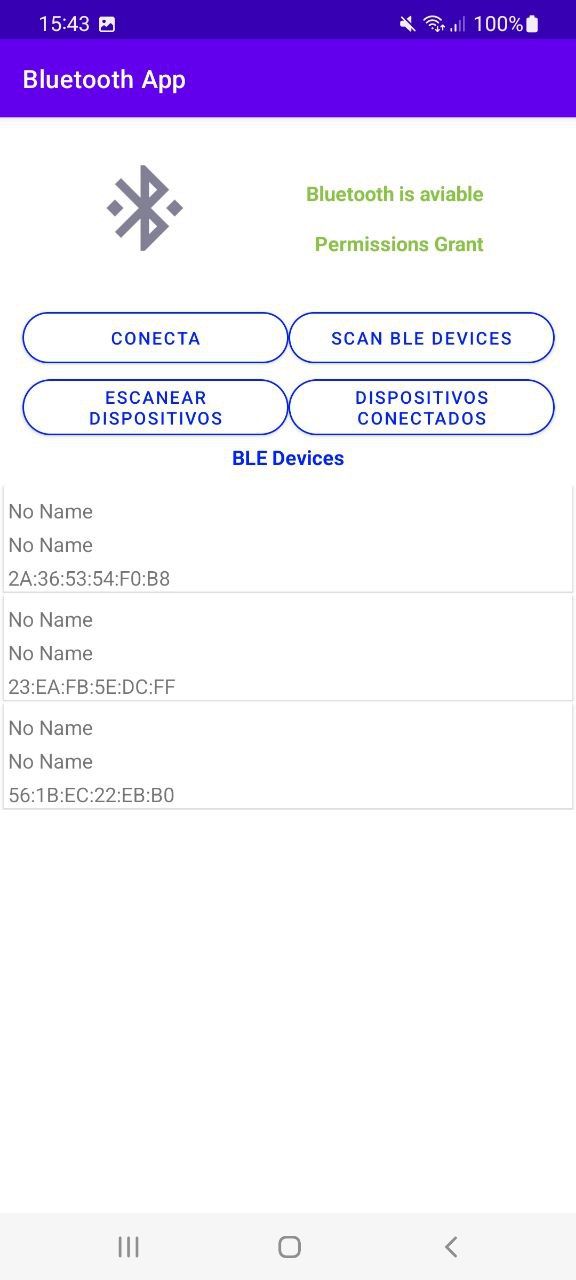 15:43 100%
Bluetooth App
Bluetooth is aviable
Permissions Grant
CONECTA SCAN BLE DEVICES
ESCANEAR DISPOSITIVOS
DISPOSITIVOS CONECTADOS
BLE Devices
No Name
No Name
2A:36:53:54:F0:B8
No Name
No Name
23:EA:FB:5E:DC:FF
No Name
No Name
56:1B:EC:22:EB:B0